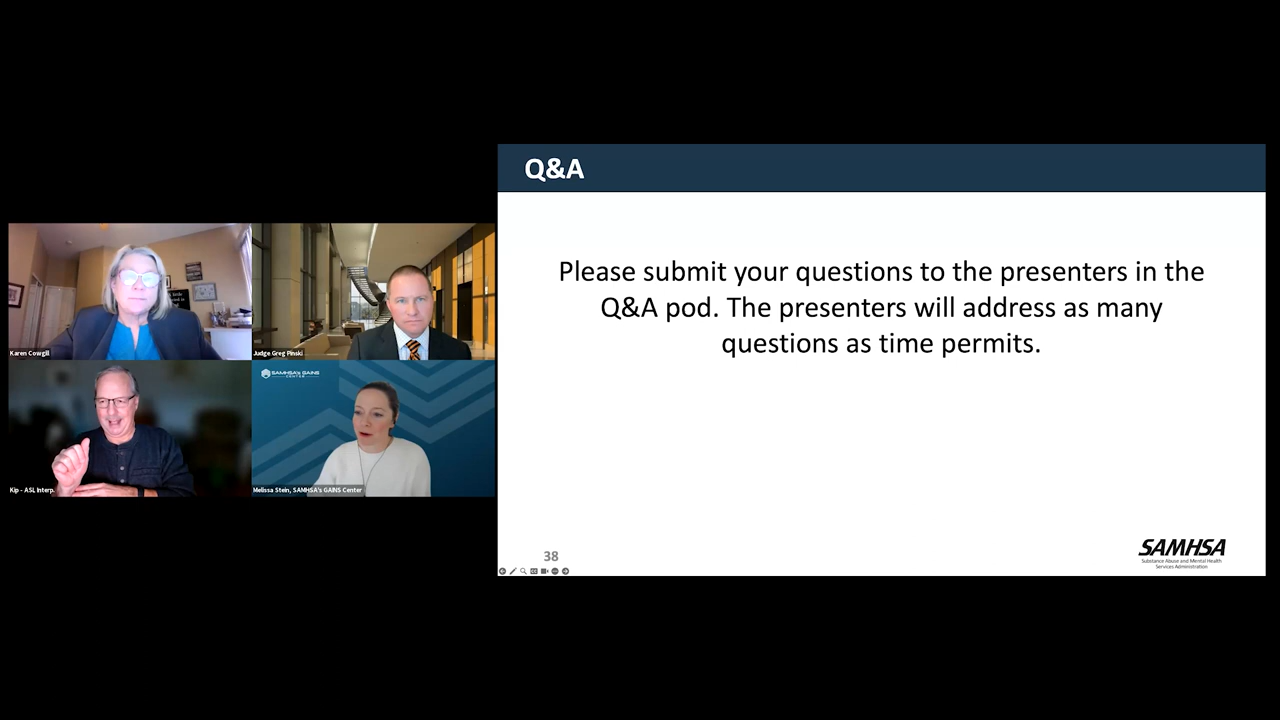 Q&A
Please submit your questions to the presenters in the
Q&A pod. The presenters will address as many
questions as time permits.
38
SAMHSA
Substance Abuse and Mental Health
Services Administration
Karen Cowgill
Judge Greg Pinski
SAMHSA's GAINS
CENTER
Kip - ASL Interp.
Melissa Stein, SAMHSA's GAINS Center